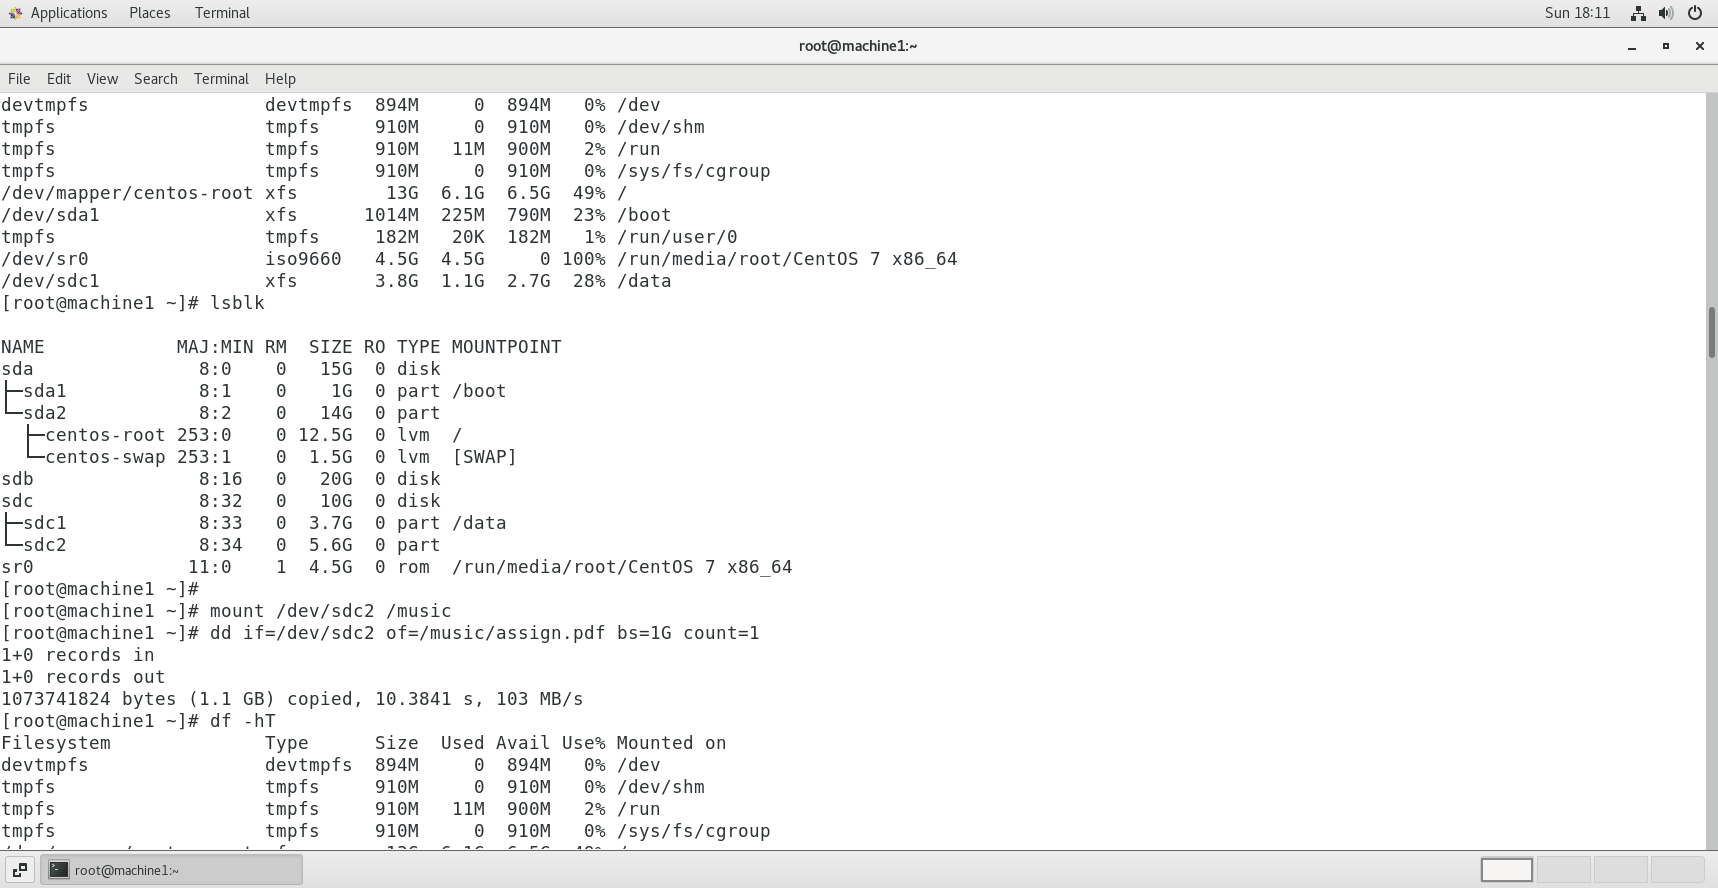 Applications Places Terminal Sun 18:11
root@machine1:~
File Edit View Search Terminal Help
devtmpfs                devtmpfs  894M     0  894M   0% /dev
tmpfs                   tmpfs     910M     0  910M   0% /dev/shm
tmpfs                   tmpfs     910M   11M  900M   2% /run
tmpfs                   tmpfs     910M     0  910M   0% /sys/fs/cgroup
/dev/mapper/centos-root xfs        13G  6.1G  6.5G  49% /
/dev/sda1               xfs      1014M  225M  790M  23% /boot
tmpfs                   tmpfs     182M   20K  182M   1% /run/user/0
/dev/sr0                iso9660   4.5G  4.5G     0 100% /run/media/root/CentOS 7 x86_64
/dev/sdc1               xfs       3.8G  1.1G  2.7G  28% /data
[root@machine1 ~]# lsblk
NAME            MAJ:MIN RM  SIZE RO TYPE MOUNTPOINT
sda               8:0    0   15G  0 disk
├─sda1            8:1    0    1G  0 part /boot
└─sda2            8:2    0   14G  0 part
  ├─centos-root 253:0    0 12.5G  0 lvm  /
  └─centos-swap 253:1    0  1.5G  0 lvm  [SWAP]
sdb               8:16   0   20G  0 disk
sdc               8:32   0   10G  0 disk
├─sdc1            8:33   0  3.7G  0 part /data
└─sdc2            8:34   0  5.6G  0 part
sr0              11:0    1  4.5G  0 rom  /run/media/root/CentOS 7 x86_64
[root@machine1 ~]#
[root@machine1 ~]# mount /dev/sdc2 /music
[root@machine1 ~]# dd if=/dev/sdc2 of=/music/assign.pdf bs=1G count=1
1+0 records in
1+0 records out
1073741824 bytes (1.1 GB) copied, 10.3841 s, 103 MB/s
[root@machine1 ~]# df -hT
Filesystem              Type      Size  Used Avail Use% Mounted on
devtmpfs                devtmpfs  894M     0  894M   0% /dev
tmpfs                   tmpfs     910M     0  910M   0% /dev/shm
tmpfs                   tmpfs     910M   11M  900M   2% /run
tmpfs                   tmpfs     910M     0  910M   0% /sys/fs/cgroup
root@machine1:~